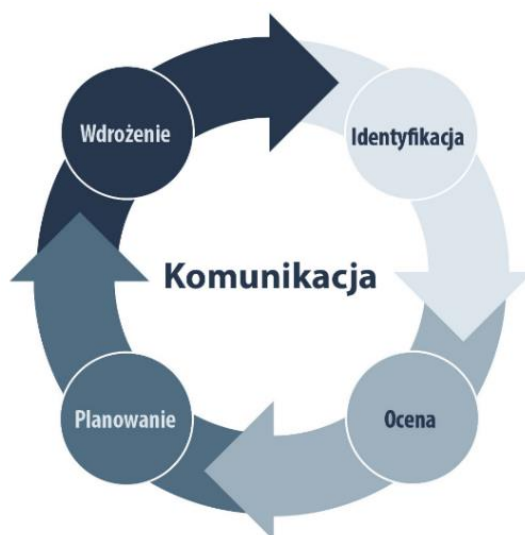 Wdrożenie
Identyfikacja
Komunikacja
Planowanie
Ocena